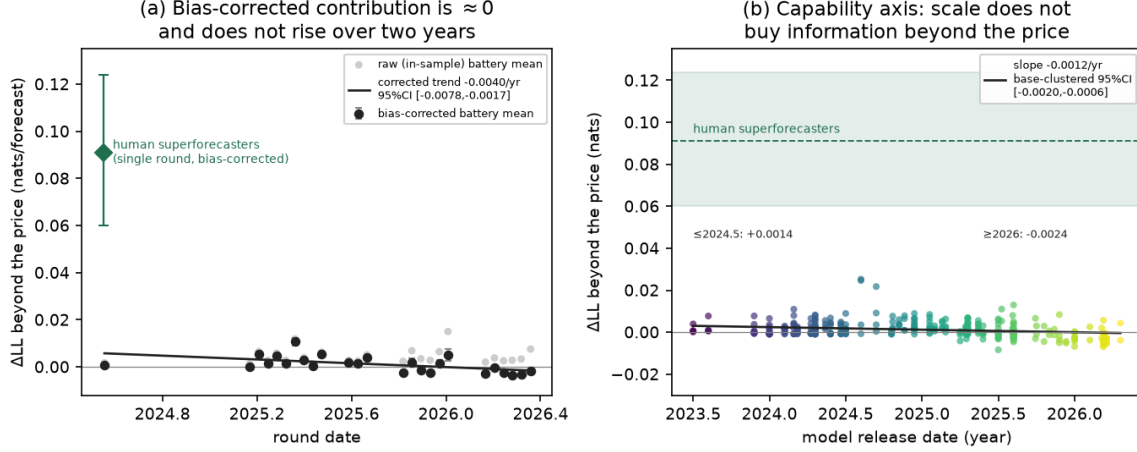 (a) Bias-corrected contribution is ≈0
and does not rise over two years
ΔLL beyond the price (nats/forecast)
0.12
0.10
0.08
0.06
0.04
0.02
0.00
raw (in-sample) battery mean
corrected trend -0.0040/yr
95%CI [-0.0078,-0.0017]
bias-corrected battery mean
human superforecasters
(single round, bias-corrected)
2024.8
2025.2
2025.6
2026.0
2026.4
round date
(b) Capability axis: scale does not
buy information beyond the price
ΔLL beyond the price (nats)
0.12
0.10
0.08
0.06
0.04
0.02
0.00
−0.02
slope -0.0012/yr
base-clustered 95%CI
[-0.0020,-0.0006]
human superforecasters
≤2024.5: +0.0014
≥2026: -0.0024
2023.5
2024.0
2024.5
2025.0
2025.5
2026.0
model release date (year)